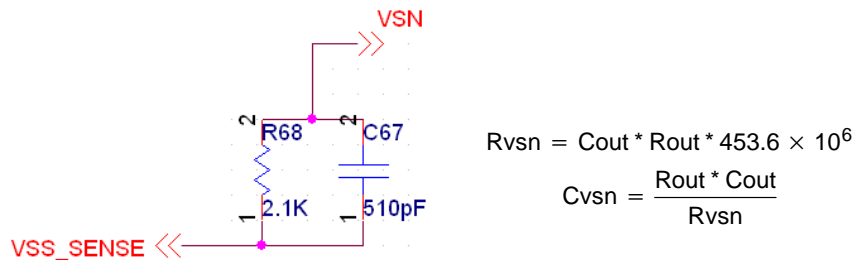 VSN
2
R68
2
C67
1
2.1K
1
510pF
VSS_SENSE
Rvsn = Cout * Rout * 453.6 × 10⁶
Cvsn = Rout * Cout / Rvsn